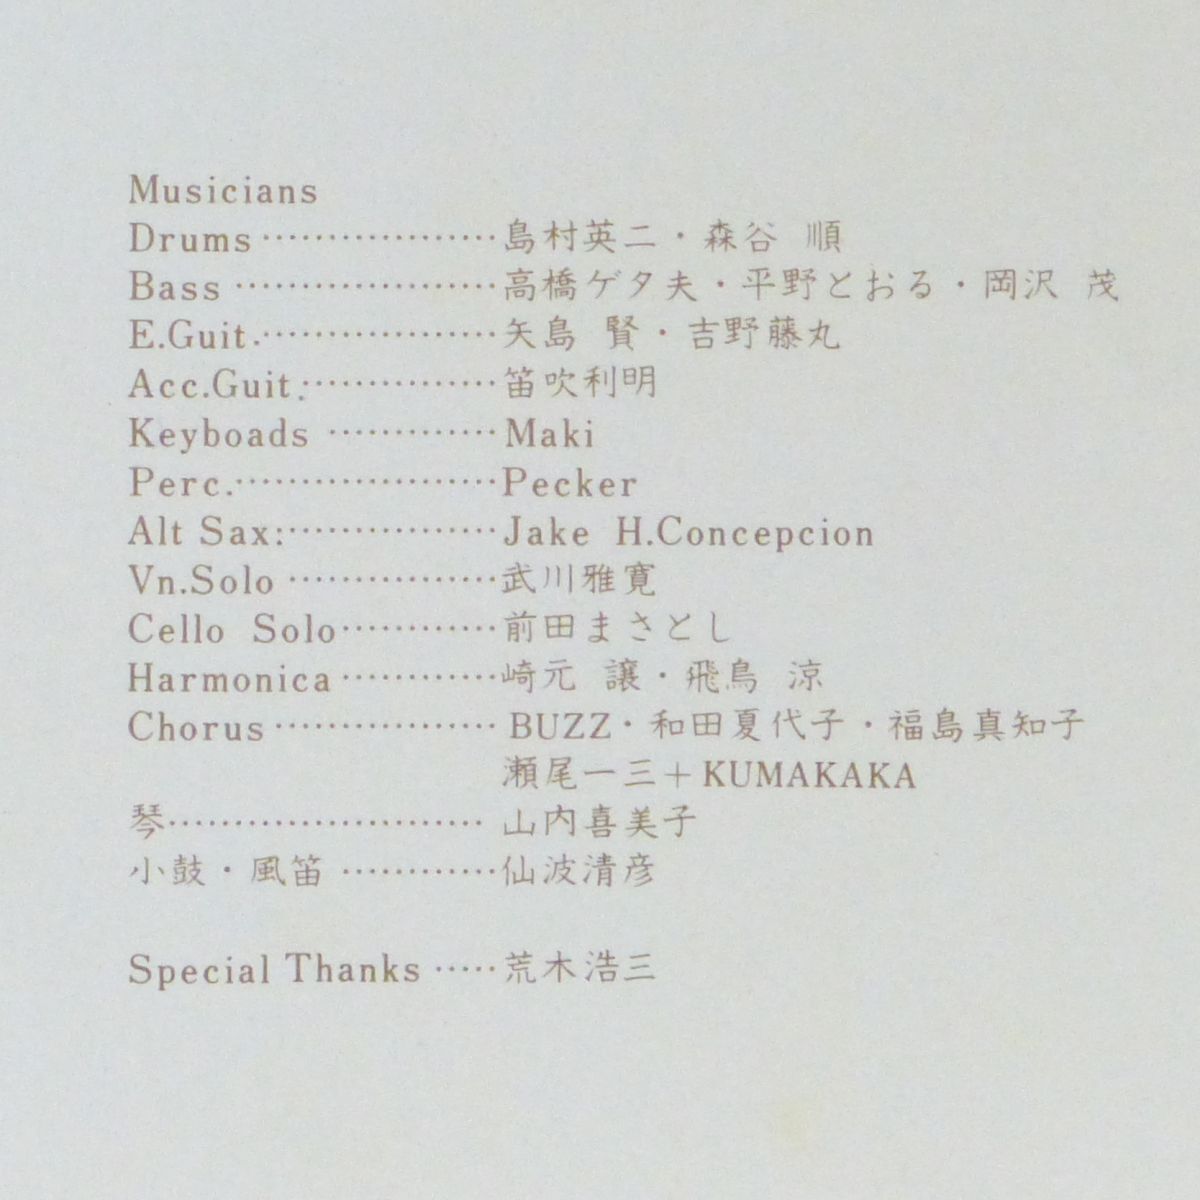 Musicians
Drums ·················· 島村英二・森谷 順
Bass ···················· 高橋ゲタ夫・平野とおる・岡沢 茂
E.Guit.·················· 矢島 賢・吉野藤丸
Acc.Guit.··············· 笛吹利明
Keyboads ············· Maki
Perc.···················· Pecker
Alt Sax:················ Jake H.Concepcion
Vn.Solo ················ 武川雅寛
Cello Solo············ 前田まさとし
Harmonica ············ 崎元 譲・飛鳥 涼
Chorus ················· BUZZ・和田夏代子・福島真知子
瀬尾一三＋KUMAKAKA
琴························ 山内喜美子
小鼓・風笛 ············ 仙波清彦
Special Thanks ····· 荒木浩三